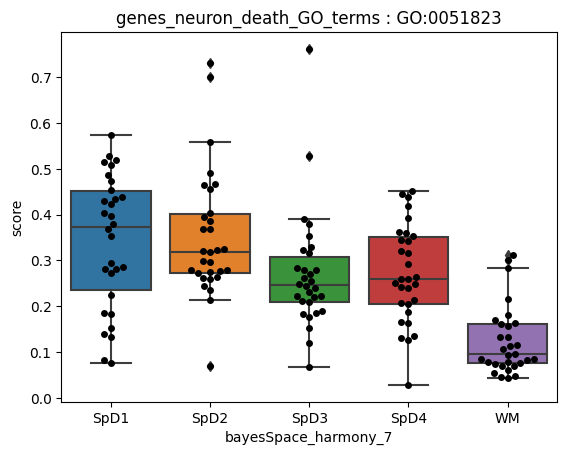 genes_neuron_death_GO_terms : GO:0051823
score
0.7
0.6
0.5
0.4
0.3
0.2
0.1
0.0
SpD1 SpD2 SpD3 SpD4 WM
bayesSpace_harmony_7